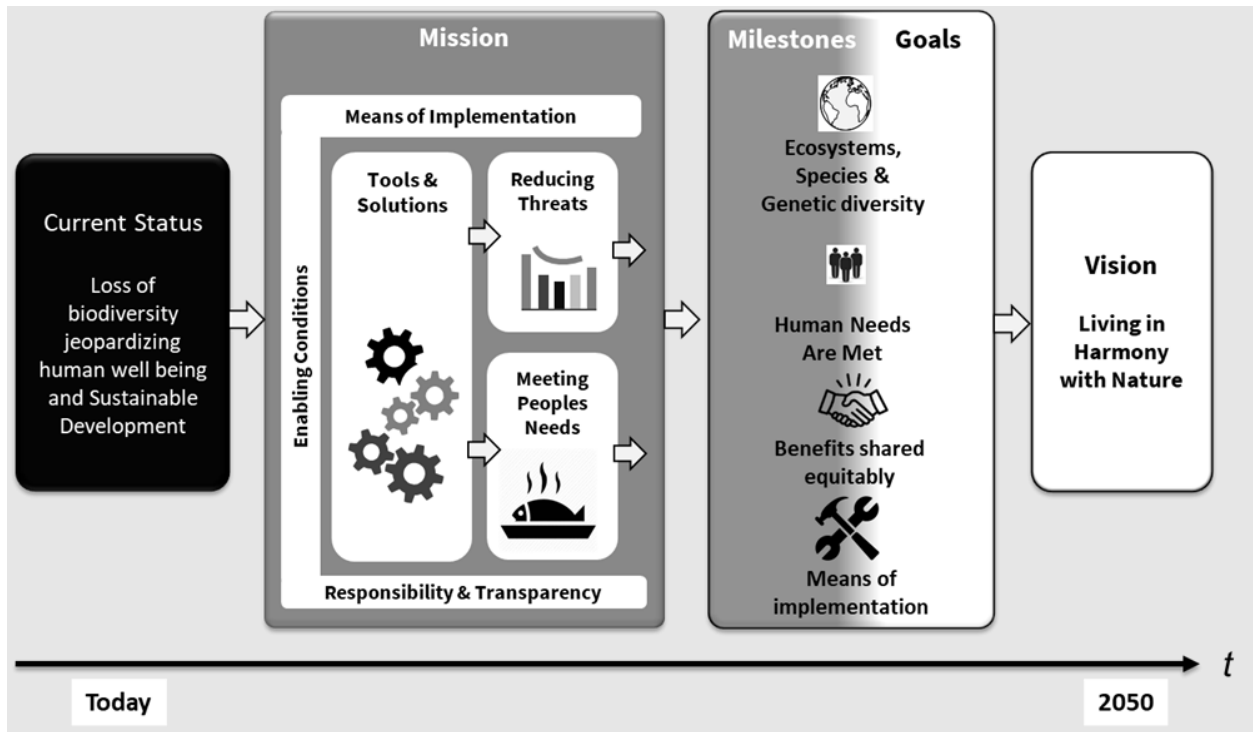 Current Status
Loss of
biodiversity
jeopardizing
human well being
and Sustainable
Development
Mission
Means of Implementation
Enabling Conditions
Tools &
Solutions
Reducing
Threats
Meeting
Peoples
Needs
Responsibility & Transparency
Milestones Goals
Ecosystems,
Species &
Genetic diversity
Human Needs
Are Met
Benefits shared
equitably
Means of
implementation
Vision
Living in
Harmony
with Nature
t
Today
2050